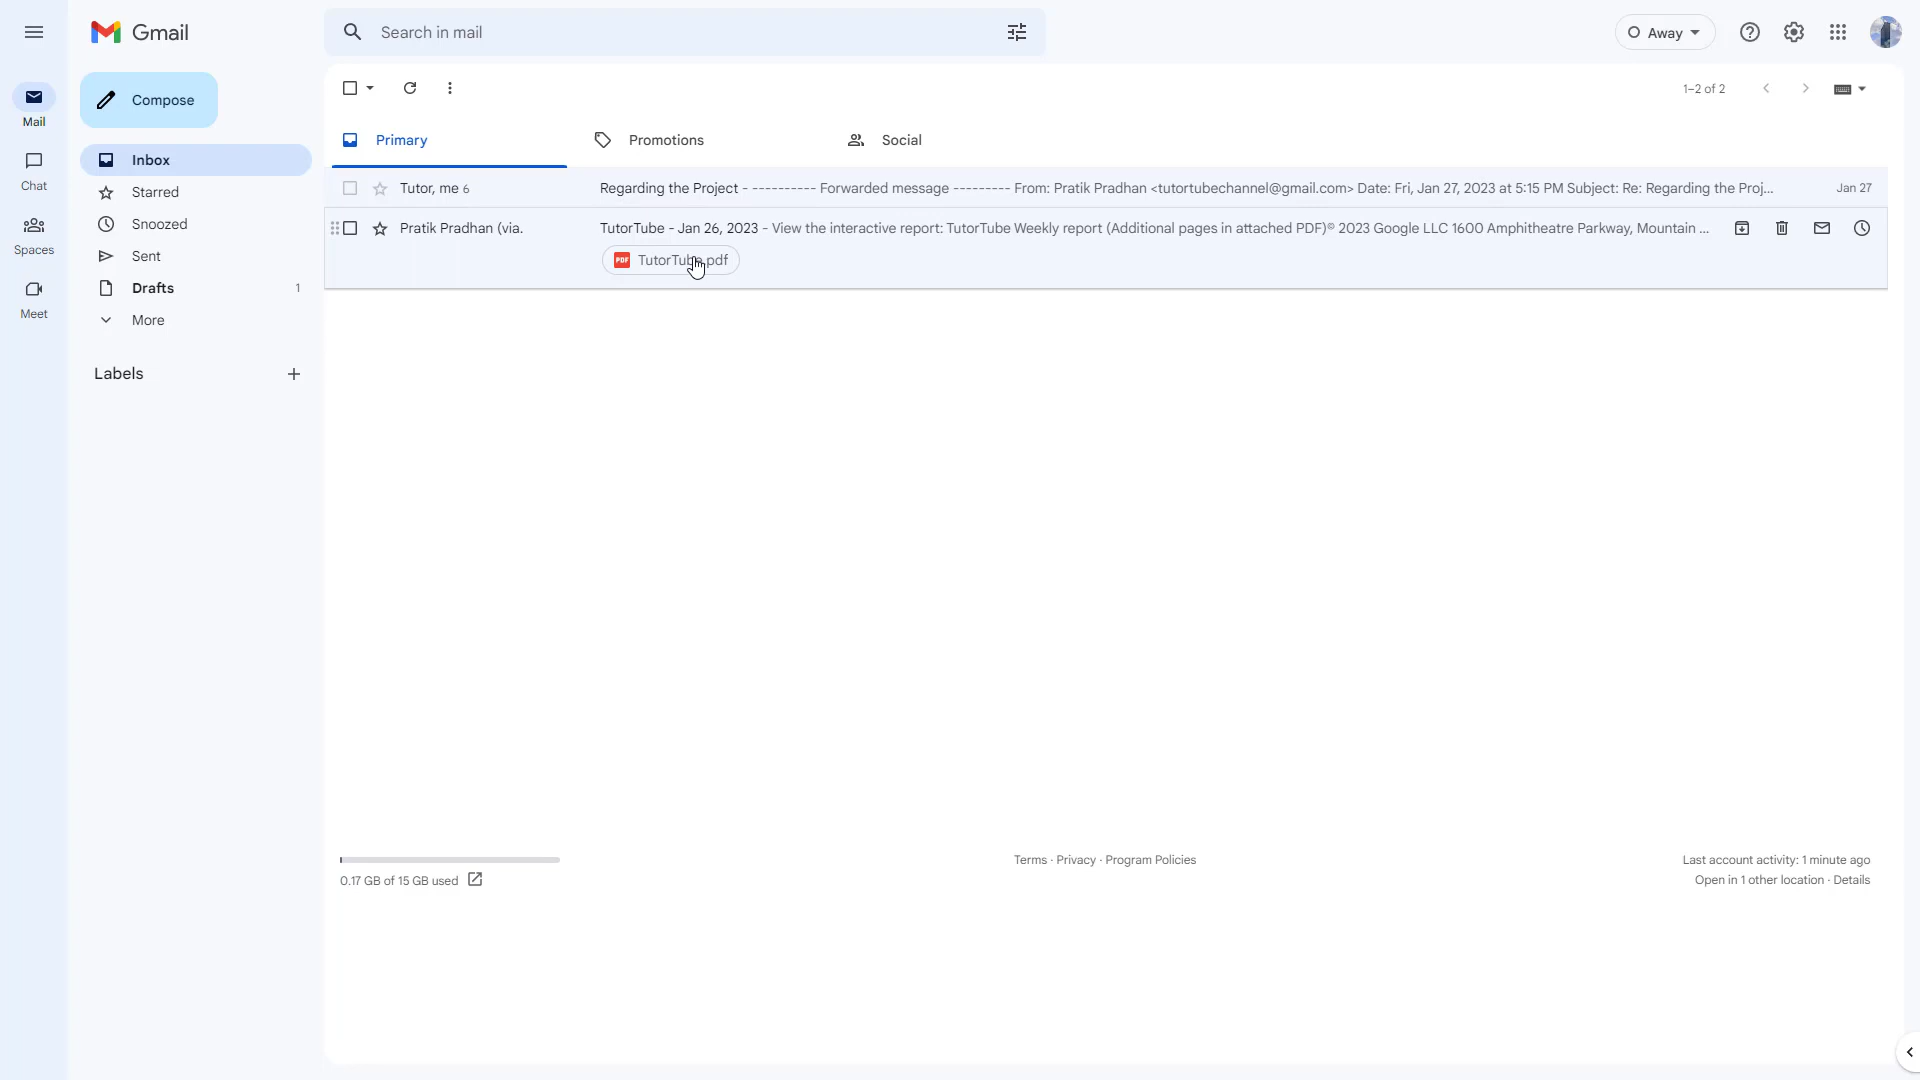 Gmail
Search in mail
Away
Mail
Compose
1–2 of 2
Inbox
Primary
Promotions
Social
Chat
Starred
Tutor, me 6
Regarding the Project - ---------- Forwarded message --------- From: Pratik Pradhan <tutortubechannel@gmail.com> Date: Fri, Jan 27, 2023 at 5:15 PM Subject: Re: Regarding the Proj...
Jan 27
Snoozed
Pratik Pradhan (via.
TutorTube - Jan 26, 2023 - View the interactive report: TutorTube Weekly report (Additional pages in attached PDF)© 2023 Google LLC 1600 Amphitheatre Parkway, Mountain ...
Spaces
Sent
PDF TutorTube.pdf
Drafts
1
Meet
More
Labels
Terms · Privacy · Program Policies
Last account activity: 1 minute ago
0.17 GB of 15 GB used
Open in 1 other location · Details